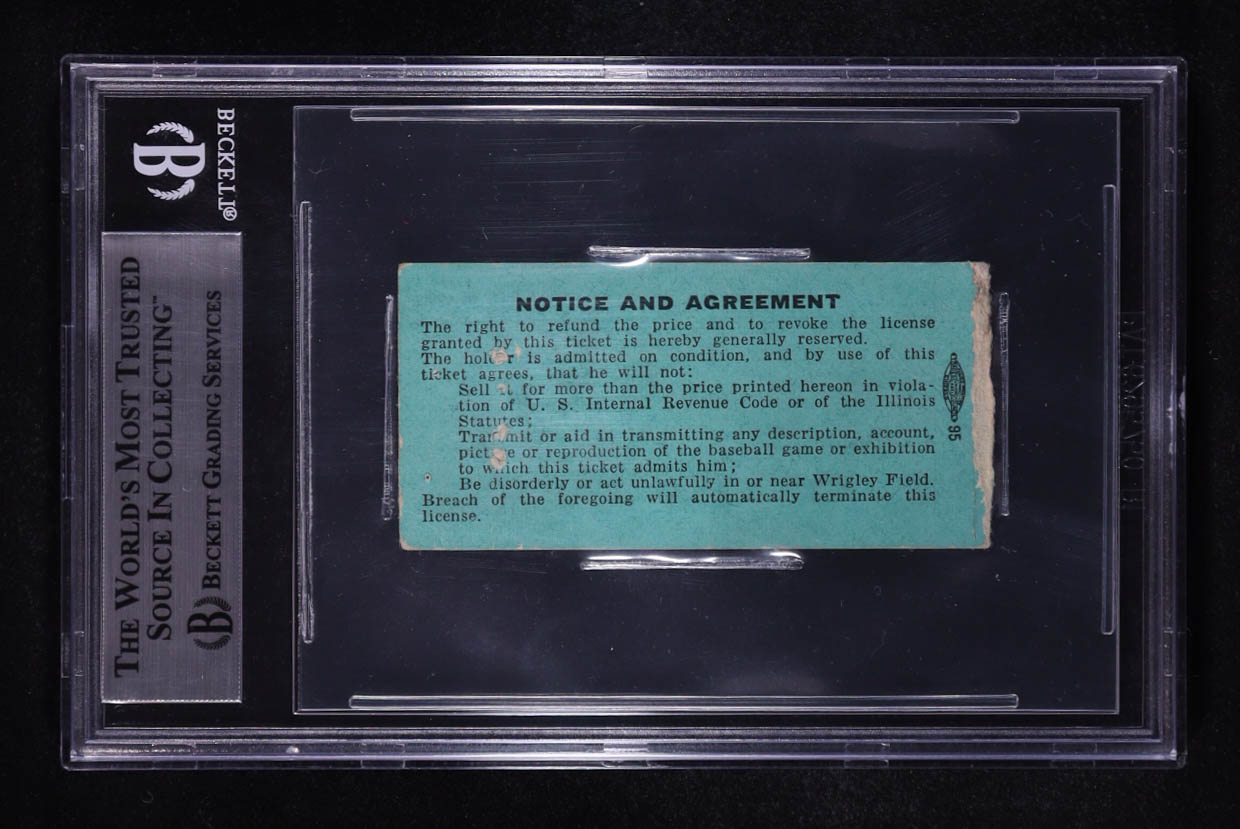 BECKETT®
B
THE WORLD'S MOST TRUSTED
SOURCE IN COLLECTING™
B BECKETT GRADING SERVICES
NOTICE AND AGREEMENT
The right to refund the price and to revoke the license
granted by this ticket is hereby generally reserved.
The holder is admitted on condition, and by use of this
ticket agrees, that he will not:
Sell it for more than the price printed hereon in viola-
tion of U. S. Internal Revenue Code or of the Illinois
Statutes;
Transmit or aid in transmitting any description, account,
picture or reproduction of the baseball game or exhibition
to which this ticket admits him;
Be disorderly or act unlawfully in or near Wrigley Field.
Breach of the foregoing will automatically terminate this
license.
95